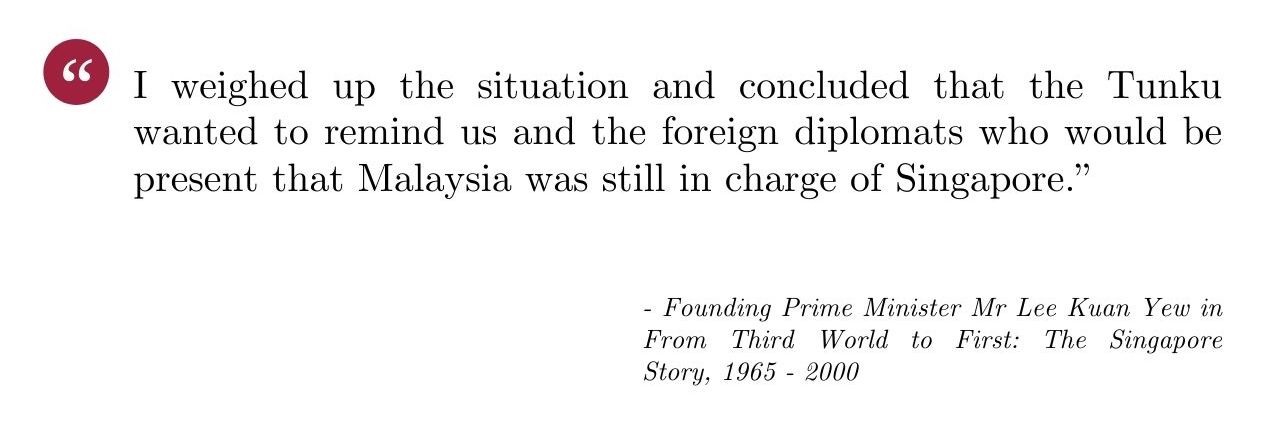 “ I weighed up the situation and concluded that the Tunku
wanted to remind us and the foreign diplomats who would be
present that Malaysia was still in charge of Singapore.”
- Founding Prime Minister Mr Lee Kuan Yew in
From Third World to First: The Singapore
Story, 1965 - 2000